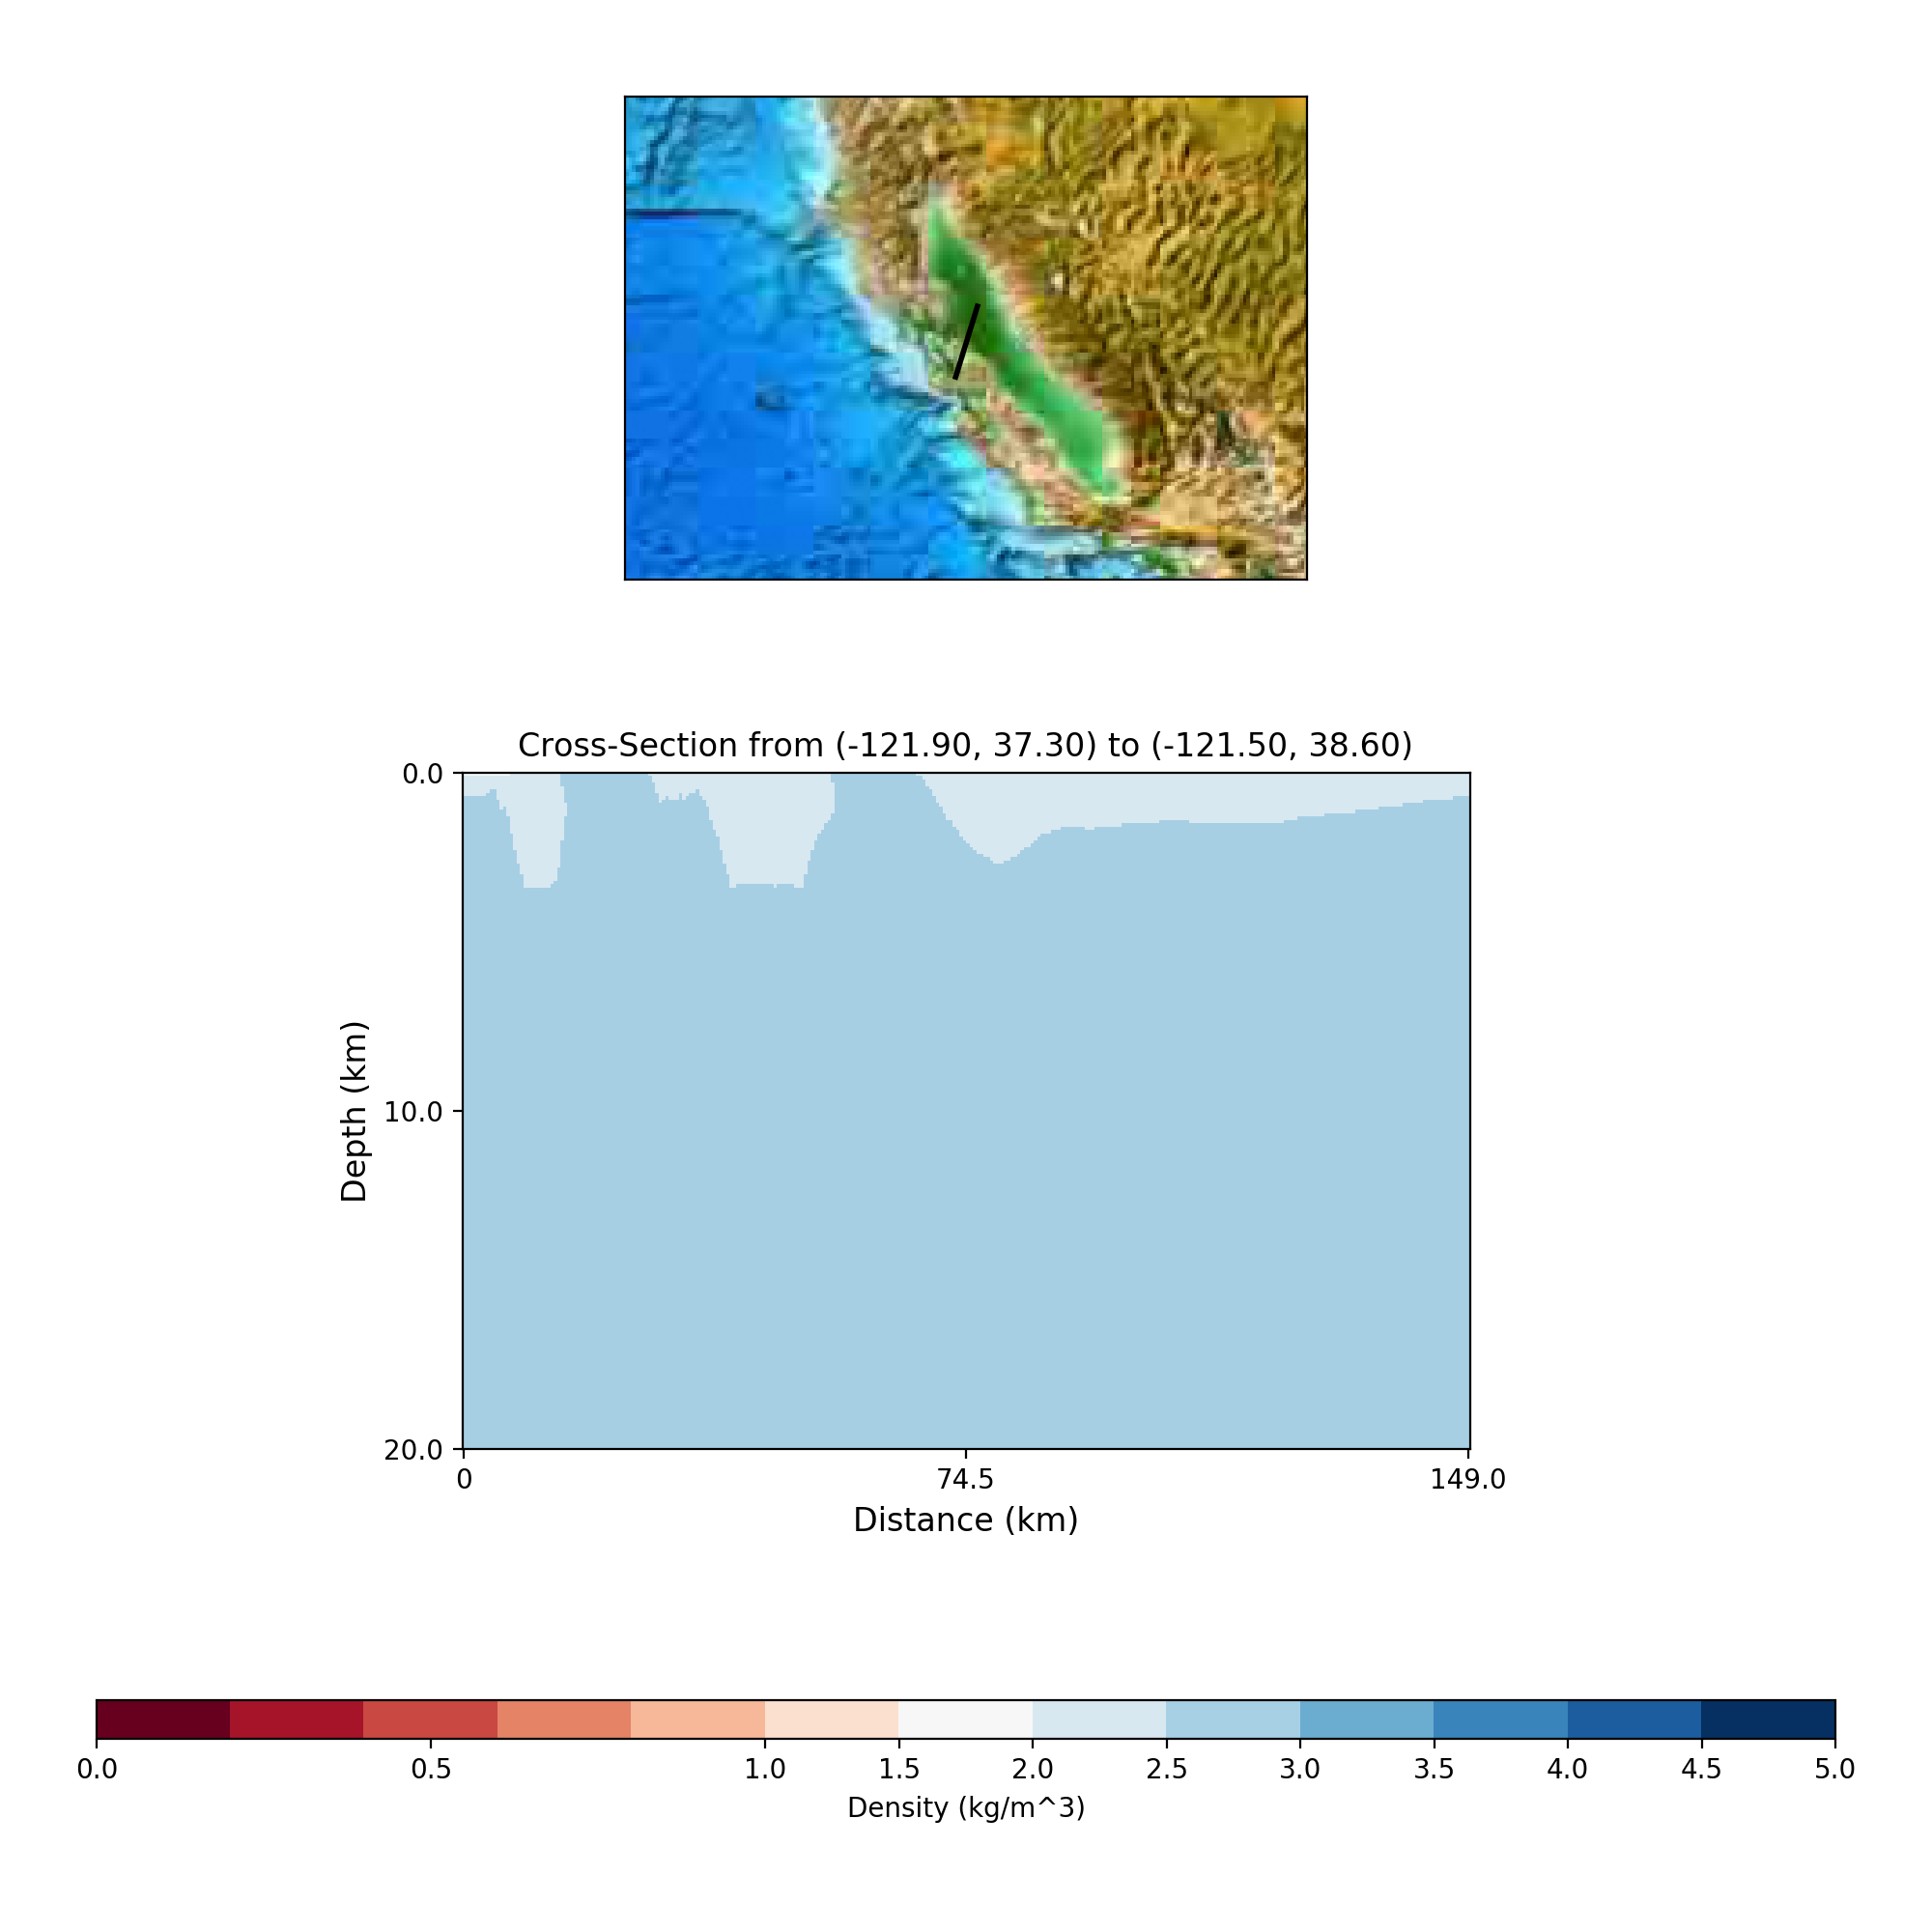 Cross-Section from (-121.90, 37.30) to (-121.50, 38.60)
0.0
10.0
20.0
Depth (km)
0 74.5 149.0
Distance (km)
0.0 0.5 1.0 1.5 2.0 2.5 3.0 3.5 4.0 4.5 5.0
Density (kg/m^3)